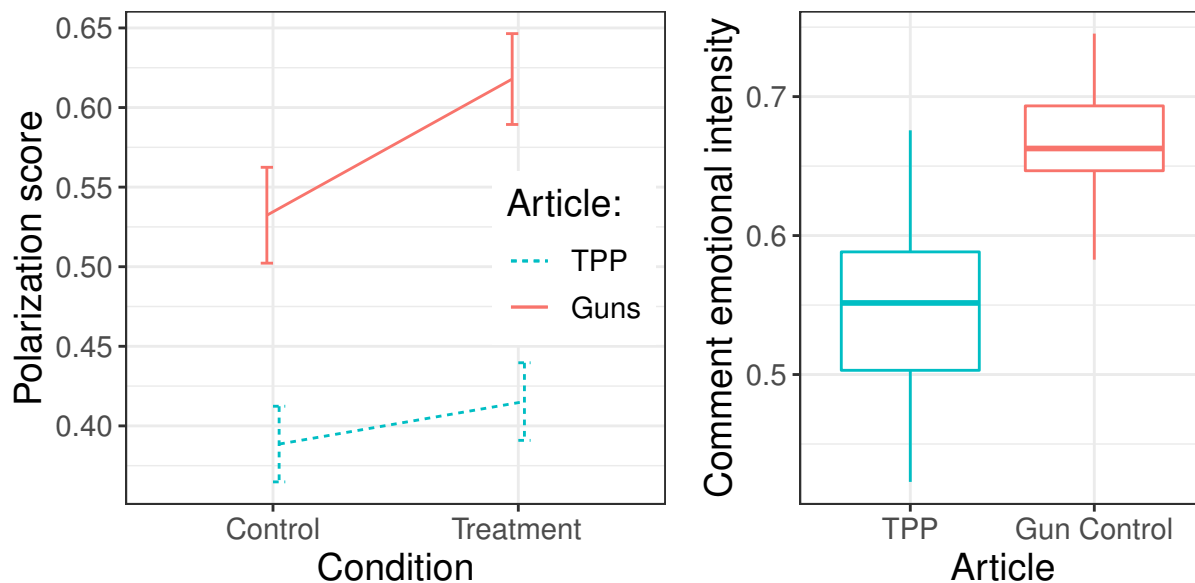 Polarization score
0.65
0.60
0.55
0.50
0.45
0.40
Article:
TPP
Guns
Control
Treatment
Condition
Comment emotional intensity
0.7
0.6
0.5
TPP
Gun Control
Article